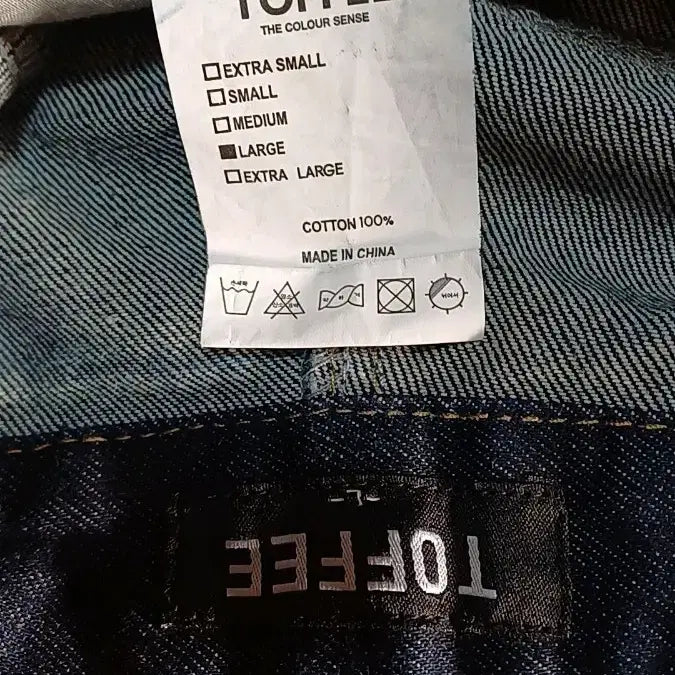 TOFFEE
THE COLOUR SENSE
EXTRA SMALL
SMALL
MEDIUM
LARGE
EXTRA LARGE
COTTON 100%
MADE IN CHINA
-L-
TOFFEE